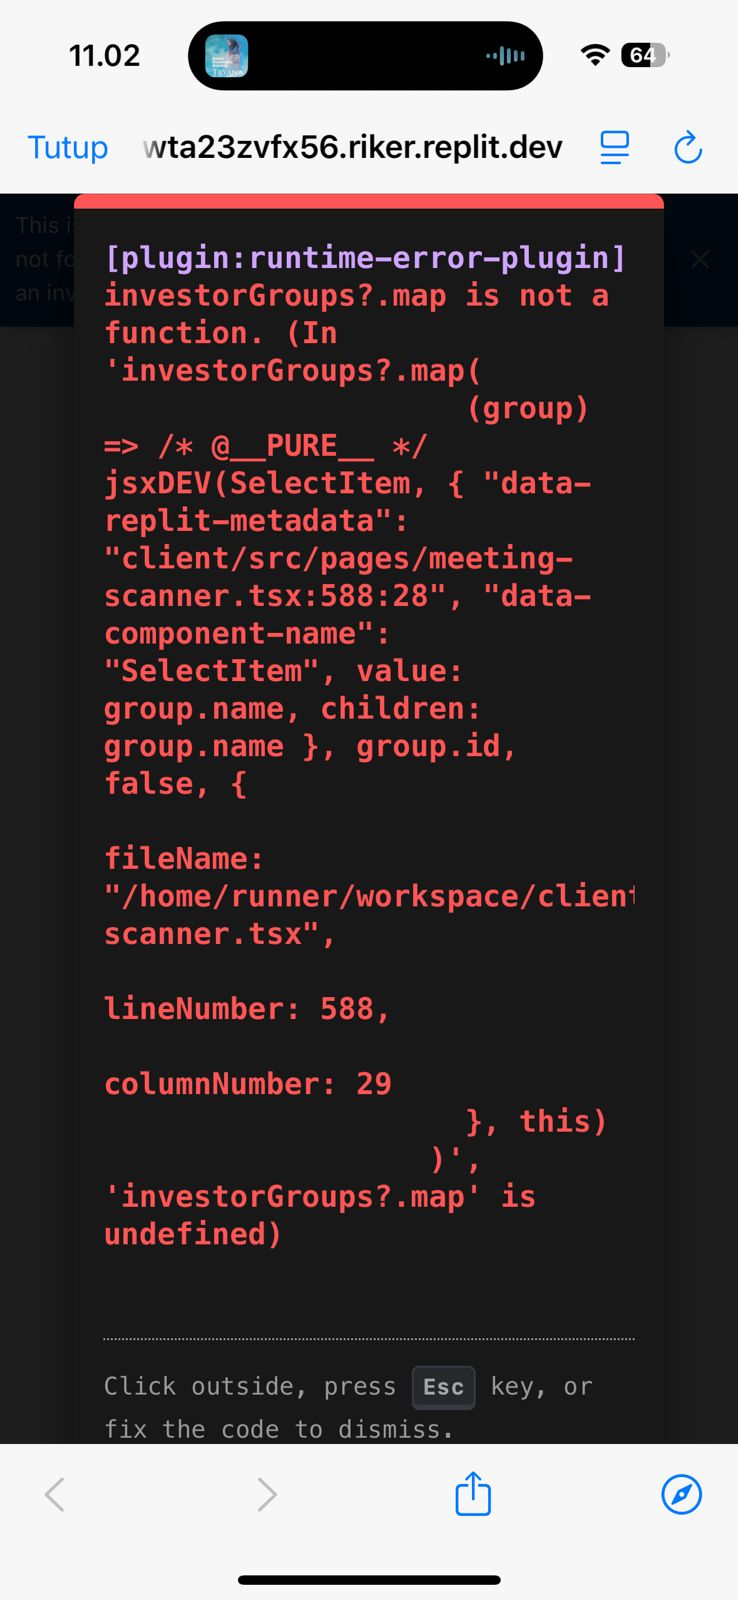 11.02
TRYANA
64
Tutup
wta23zvfx56.riker.replit.dev
This i
not fo
an inv
[plugin:runtime-error-plugin]
investorGroups?.map is not a
function. (In
'investorGroups?.map(
(group)
=> /* @__PURE__ */
jsxDEV(SelectItem, { "data-
replit-metadata":
"client/src/pages/meeting-
scanner.tsx:588:28", "data-
component-name":
"SelectItem", value:
group.name, children:
group.name }, group.id,
false, {
fileName:
"/home/runner/workspace/client
scanner.tsx",
lineNumber: 588,
columnNumber: 29
}, this)
)',
'investorGroups?.map' is
undefined)
Click outside, press Esc key, or
fix the code to dismiss.